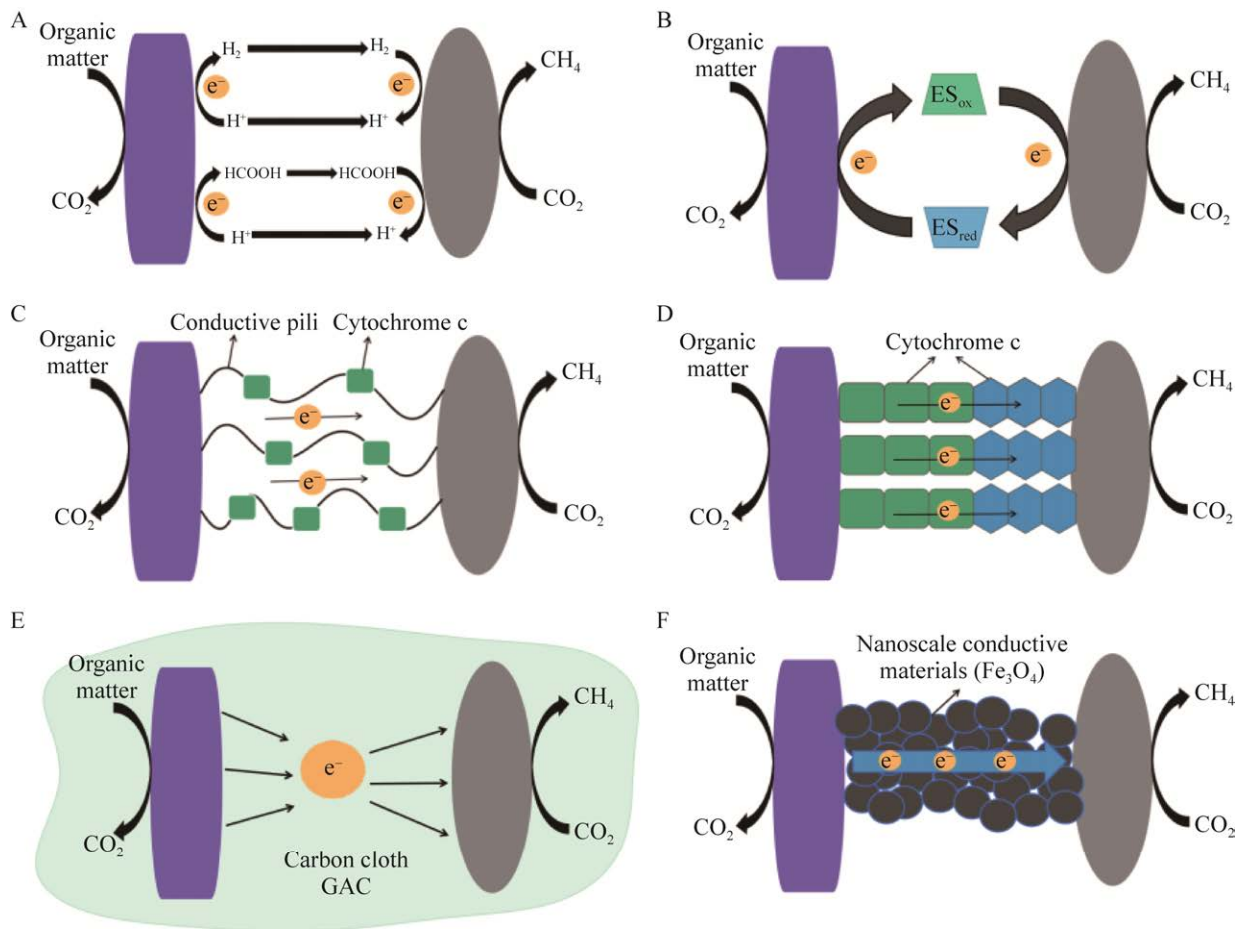 A
Organic
matter
CO₂
H₂
H₂
e⁻
e⁻
H⁺
H⁺
HCOOH
HCOOH
e⁻
e⁻
H⁺
H⁺
CH₄
CO₂
B
Organic
matter
CO₂
ES_ox
e⁻
e⁻
ES_red
CH₄
CO₂
C
Conductive pili
Cytochrome c
Organic
matter
CO₂
e⁻
e⁻
CH₄
CO₂
D
Cytochrome c
Organic
matter
CO₂
e⁻
e⁻
e⁻
CH₄
CO₂
E
Organic
matter
CO₂
e⁻
Carbon cloth
GAC
CH₄
CO₂
F
Nanoscale conductive
materials (Fe₃O₄)
Organic
matter
CO₂
e⁻
e⁻
e⁻
CH₄
CO₂